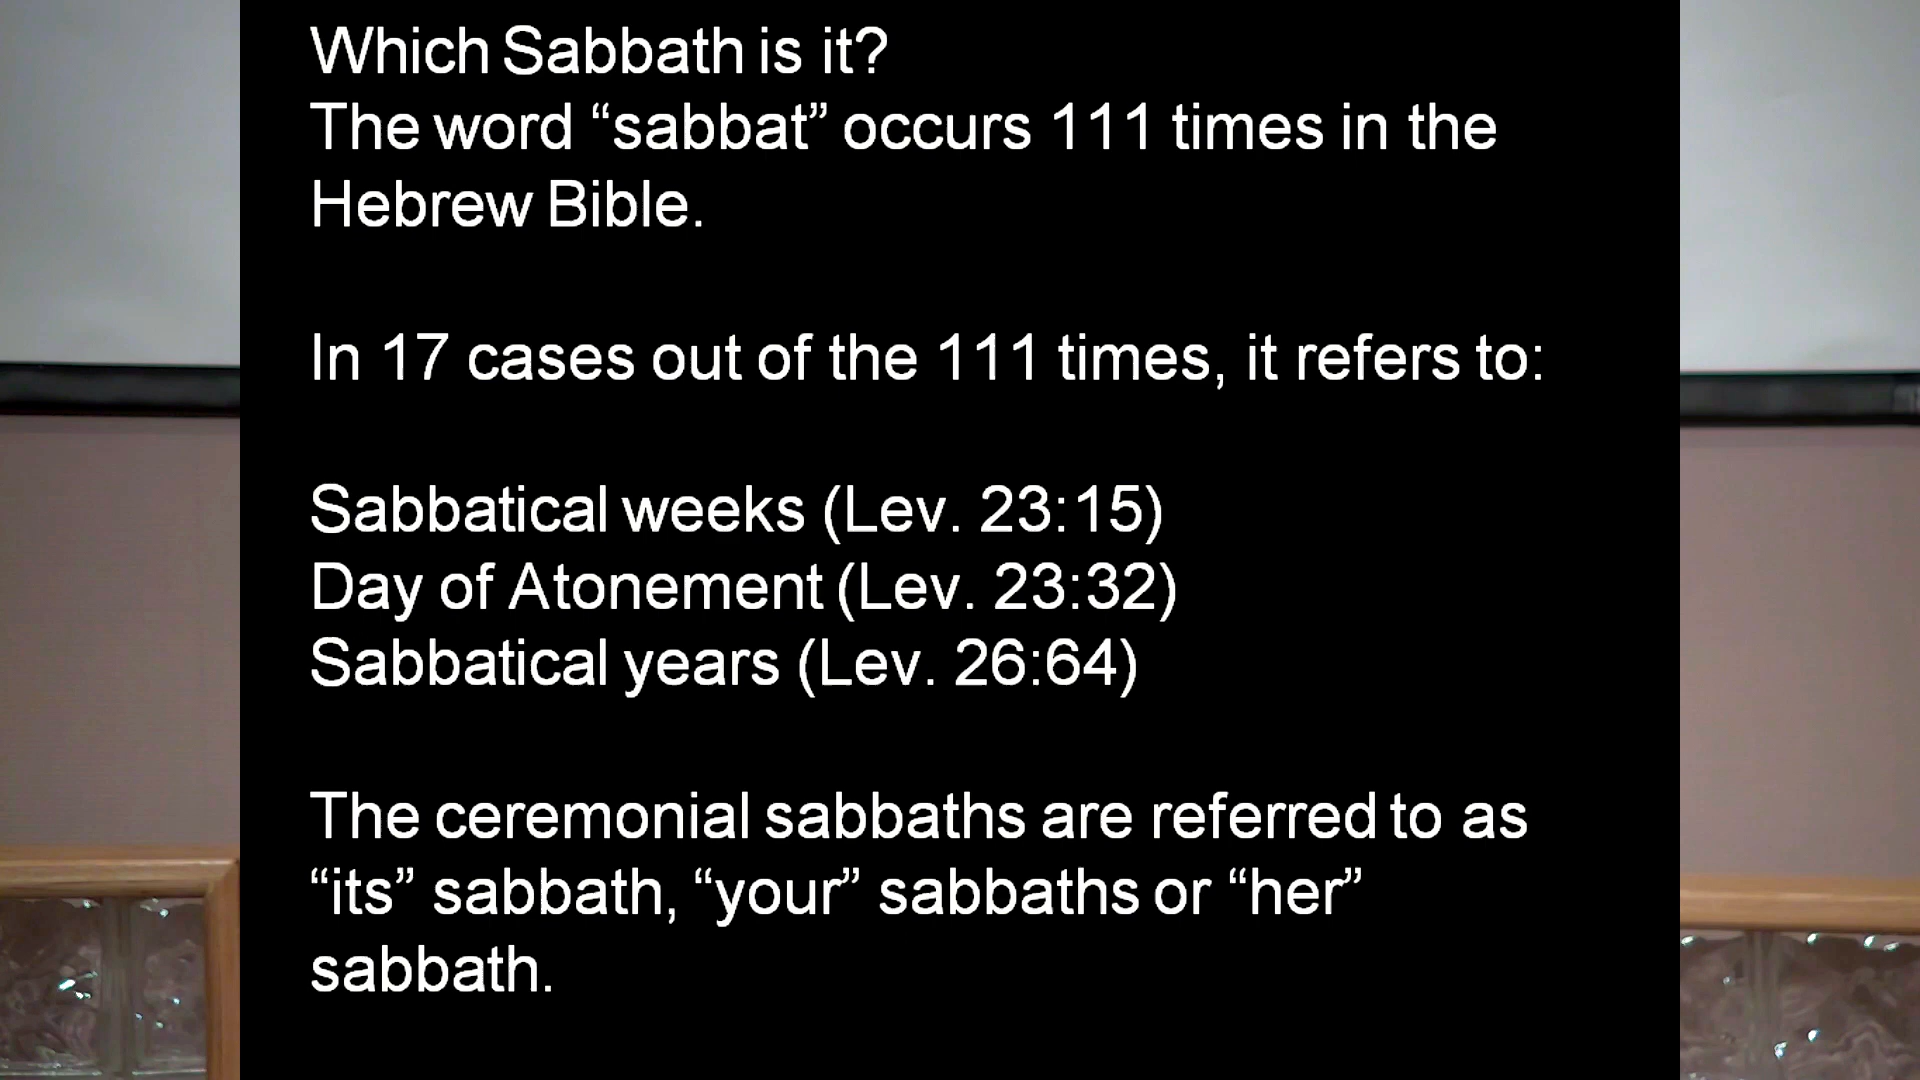 Which Sabbath is it?
The word “sabbat” occurs 111 times in the
Hebrew Bible.
In 17 cases out of the 111 times, it refers to:
Sabbatical weeks (Lev. 23:15)
Day of Atonement (Lev. 23:32)
Sabbatical years (Lev. 26:64)
The ceremonial sabbaths are referred to as
“its” sabbath, “your” sabbaths or “her”
sabbath.